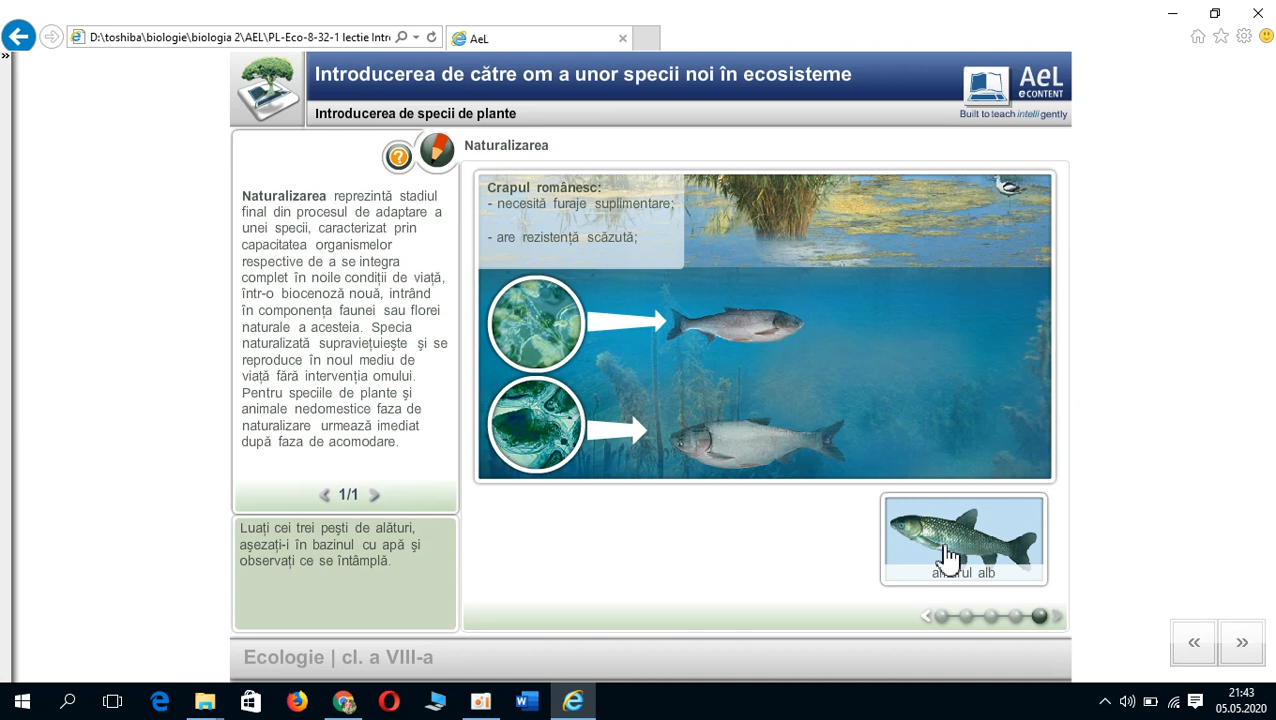 D:\toshiba\biologie\biologia 2\AEL\PL-Eco-8-32-1 lectie Intr
AeL
»
Introducerea de către om a unor specii noi în ecosisteme
AeL
eCONTENT
Introducerea de specii de plante
Built to teach intelligently
Naturalizarea
Naturalizarea reprezintă stadiul
final din procesul de adaptare a
unei specii, caracterizat prin
capacitatea organismelor
respective de a se integra
complet în noile condiții de viață,
într-o biocenoză nouă, intrând
în componența faunei sau florei
naturale a acesteia. Specia
naturalizată supraviețuiește și se
reproduce în noul mediu de
viață fără intervenția omului.
Pentru speciile de plante și
animale nedomestice faza de
naturalizare urmează imediat
după faza de acomodare.
1/1
Luați cei trei pești de alături,
așezați-i în bazinul cu apă și
observați ce se întâmplă.
Crapul românesc:
- necesită furaje suplimentare;
- are rezistență scăzută;
alb
Ecologie | cl. a VIII-a
« »
21:43
05.05.2020